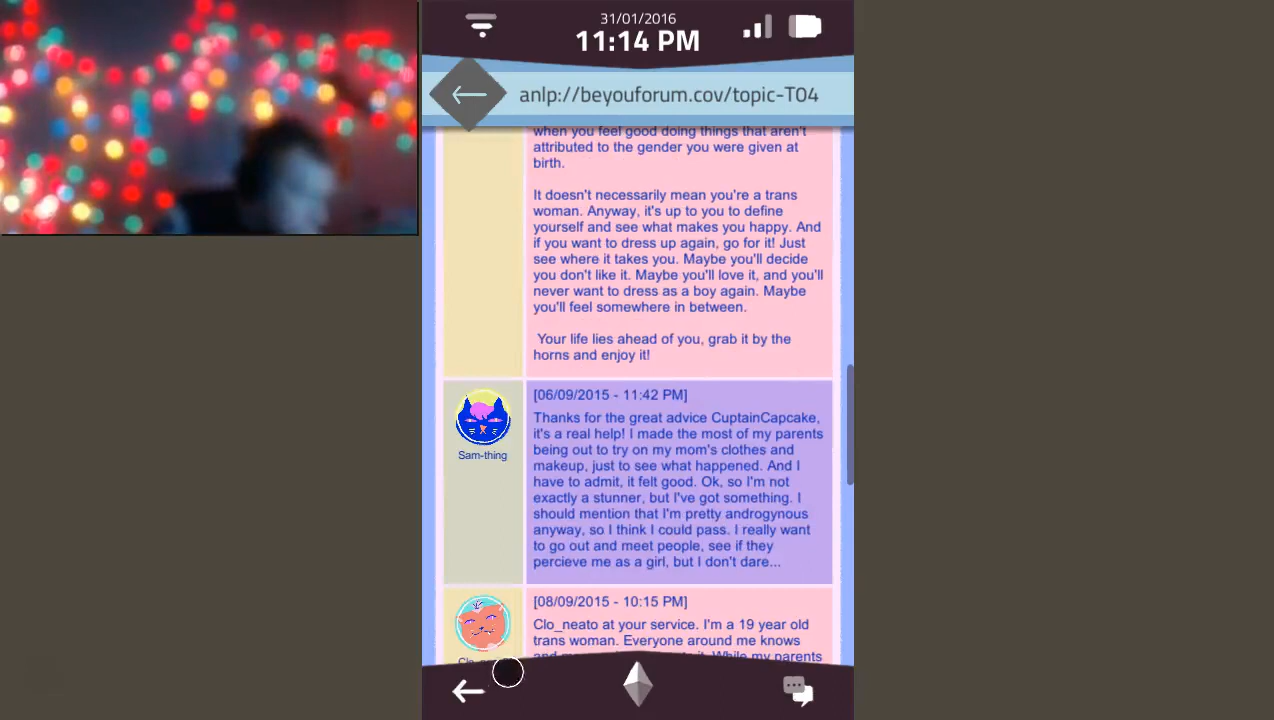 31/01/2016
11:14 PM
anlp://beyouforum.cov/topic-T04
when you feel good doing things that aren't
attributed to the gender you were given at
birth.
It doesn't necessarily mean you're a trans
woman. Anyway, it's up to you to define
yourself and see what makes you happy. And
if you want to dress up again, go for it! Just
see where it takes you. Maybe you'll decide
you don't like it. Maybe you'll love it, and you'll
never want to dress as a boy again. Maybe
you'll feel somewhere in between.
Your life lies ahead of you, grab it by the
horns and enjoy it!
[06/09/2015 - 11:42 PM]
Thanks for the great advice CuptainCapcake,
it's a real help! I made the most of my parents
being out to try on my mom's clothes and
makeup, just to see what happened. And I
have to admit, it felt good. Ok, so I'm not
exactly a stunner, but I've got something. I
should mention that I'm pretty androgynous
anyway, so I think I could pass. I really want
to go out and meet people, see if they
percieve me as a girl, but I don't dare...
Sam-thing
[08/09/2015 - 10:15 PM]
Clo_neato at your service. I'm a 19 year old
trans woman. Everyone around me knows
While my parents